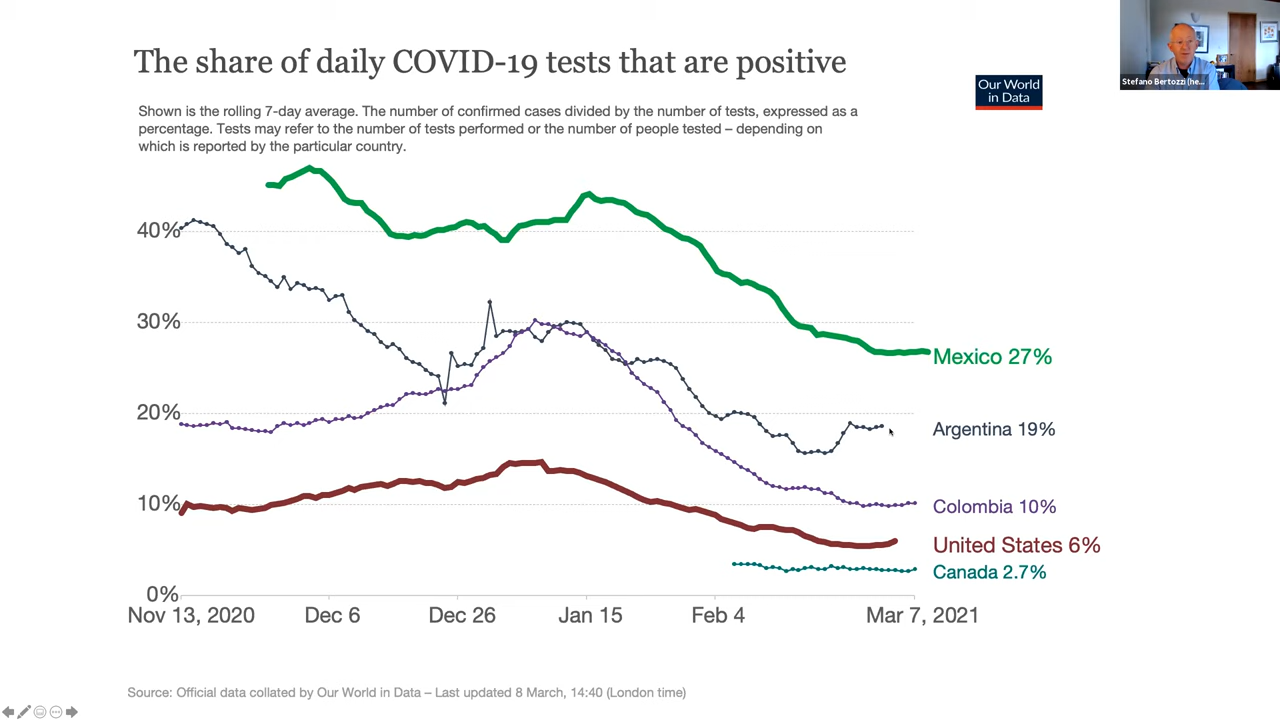 The share of daily COVID-19 tests that are positive
Our World
in Data
Stefano Bertozzi (he...
Shown is the rolling 7-day average. The number of confirmed cases divided by the number of tests, expressed as a
percentage. Tests may refer to the number of tests performed or the number of people tested – depending on
which is reported by the particular country.
40%
30%
20%
10%
0%
Mexico 27%
Argentina 19%
Colombia 10%
United States 6%
Canada 2.7%
Nov 13, 2020
Dec 6
Dec 26
Jan 15
Feb 4
Mar 7, 2021
Source: Official data collated by Our World in Data – Last updated 8 March, 14:40 (London time)